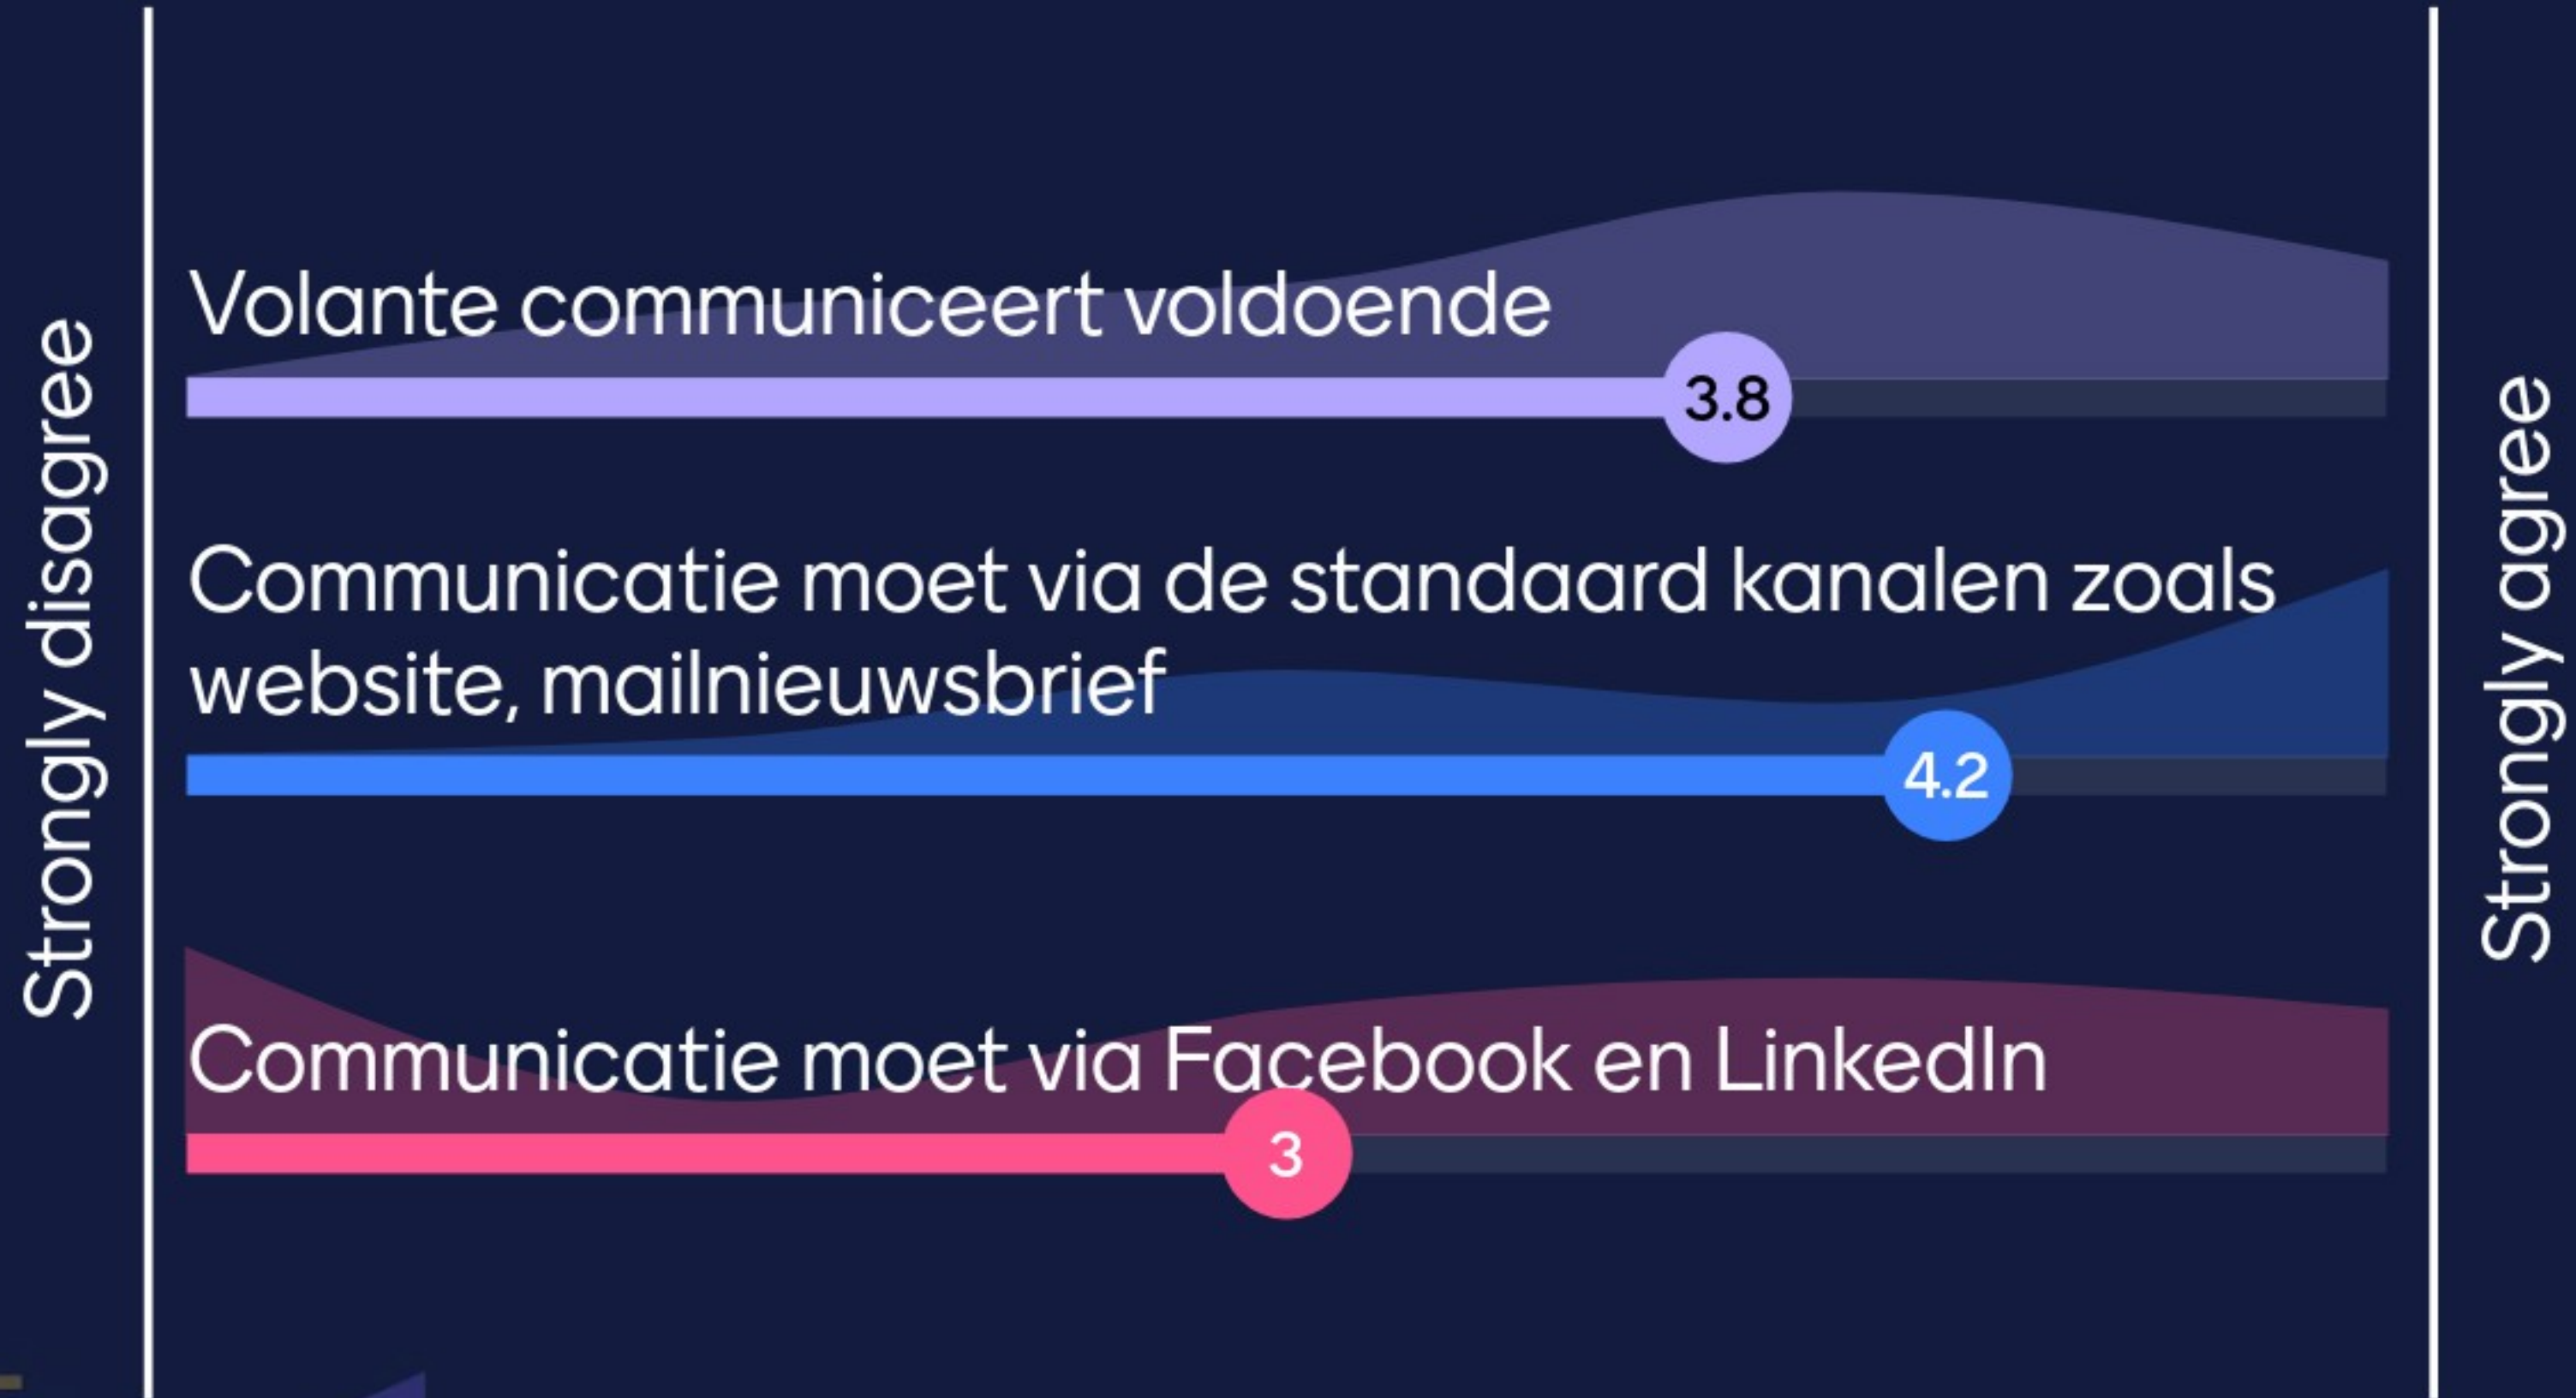 Strongly disagree
Volante communiceert voldoende
3.8
Communicatie moet via de standaard kanalen zoals
website, mailnieuwsbrief
4.2
Communicatie moet via Facebook en LinkedIn
3
Strongly agree